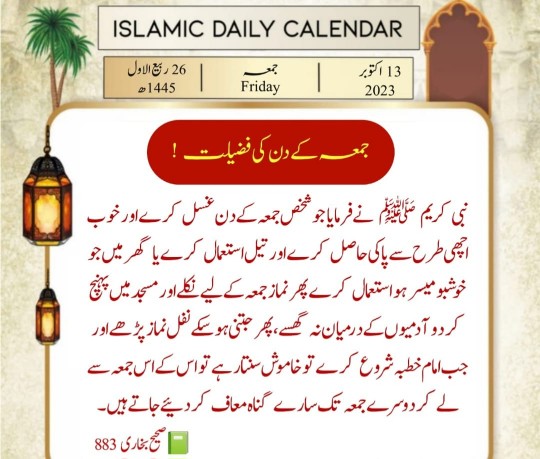 ISLAMIC DAILY CALENDAR
13 اکتوبر 2023 | جمعہ Friday | 26 ربیع الاول 1445ھ
جمعہ کے دن کی فضیلت !
نبی کریم ﷺ نے فرمایا جو شخص جمعہ کے دن غسل کرے اور خوب
اچھی طرح سے پاکی حاصل کرے اور تیل استعمال کرے یا گھر میں جو
خوشبو میسر ہو استعمال کرے پھر نماز جمعہ کے لیے نکلے اور مسجد میں پہنچ
کر دو آدمیوں کے درمیان نہ گھسے، پھر جتنی ہو سکے نفل نماز پڑھے اور
جب امام خطبہ شروع کرے تو خاموش سنتا رہے تو اس کے اس جمعہ سے
لے کر دوسرے جمعہ تک سارے گناہ معاف کر دیئے جاتے ہیں۔
صحیح بخاری 883